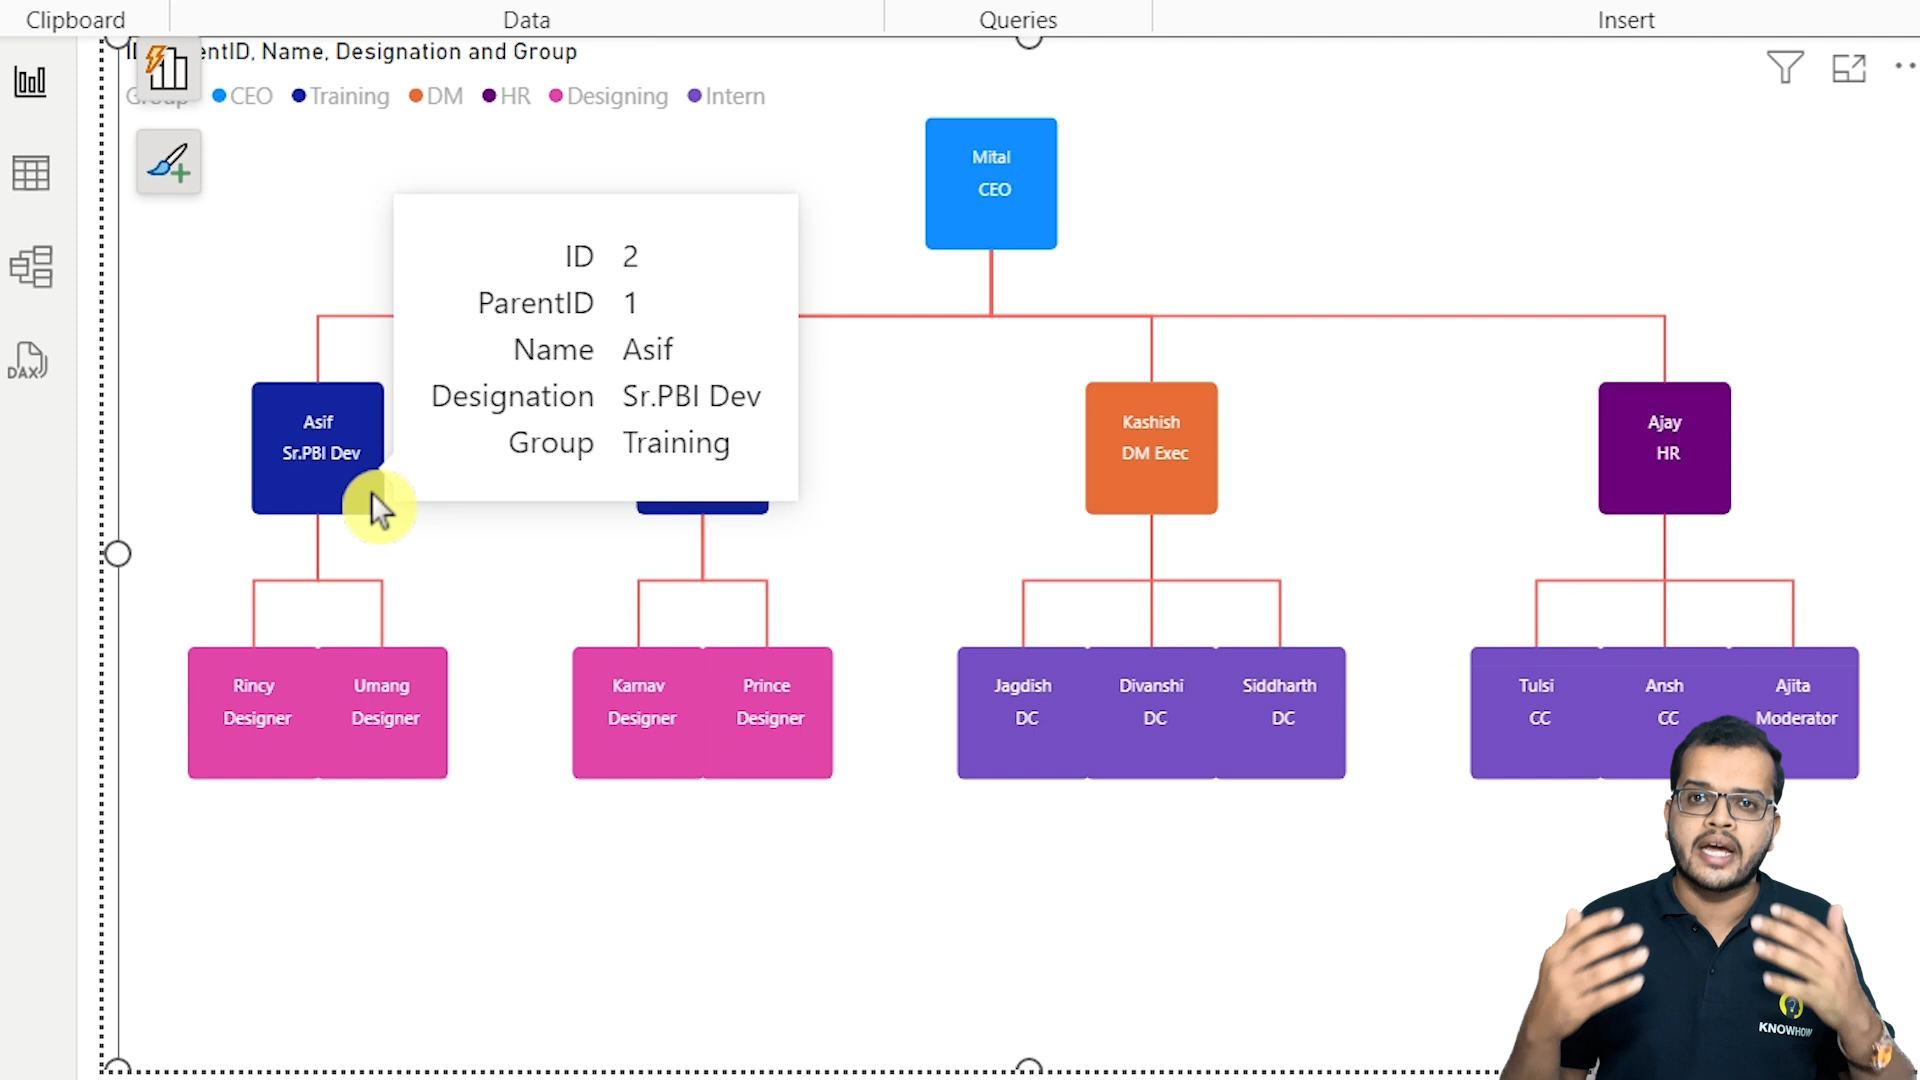 Clipboard
Data
Queries
Insert
entID, Name, Designation and Group
Group CEO Training DM HR Designing Intern
Mital
CEO
ID 2
ParentID 1
Name Asif
Designation Sr.PBI Dev
Group Training
Asif
Sr.PBI Dev
Kashish
DM Exec
Ajay
HR
DAX
Rincy
Designer
Umang
Designer
Karnav
Designer
Prince
Designer
Jagdish
DC
Divanshi
DC
Siddharth
DC
Tulsi
CC
Ansh
CC
Ajita
Moderator
KNOWHOW